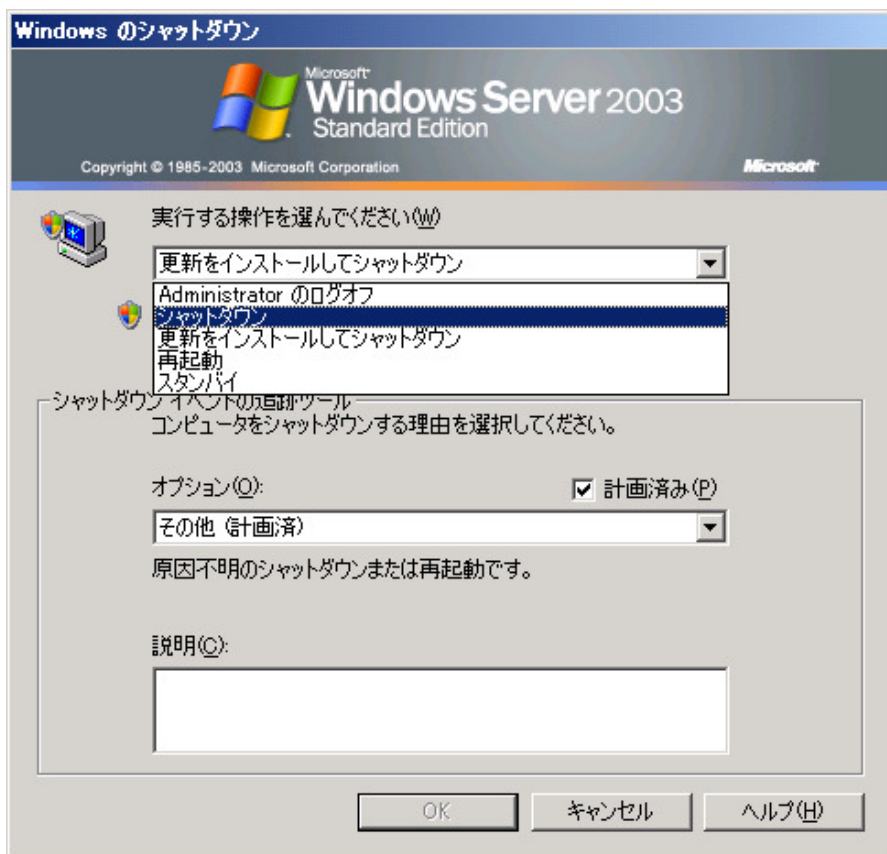 Windows のシャットダウン
Microsoft
Windows Server 2003
Standard Edition
Copyright © 1985-2003 Microsoft Corporation
Microsoft
実行する操作を選んでください(W)
更新をインストールしてシャットダウン
Administrator のログオフ
シャットダウン
更新をインストールしてシャットダウン
再起動
スタンバイ
シャットダウン イベントの追跡ツール
コンピュータをシャットダウンする理由を選択してください。
オプション(O):
計画済み(P)
その他 (計画済)
原因不明のシャットダウンまたは再起動です。
説明(C):
OK
キャンセル
ヘルプ(H)